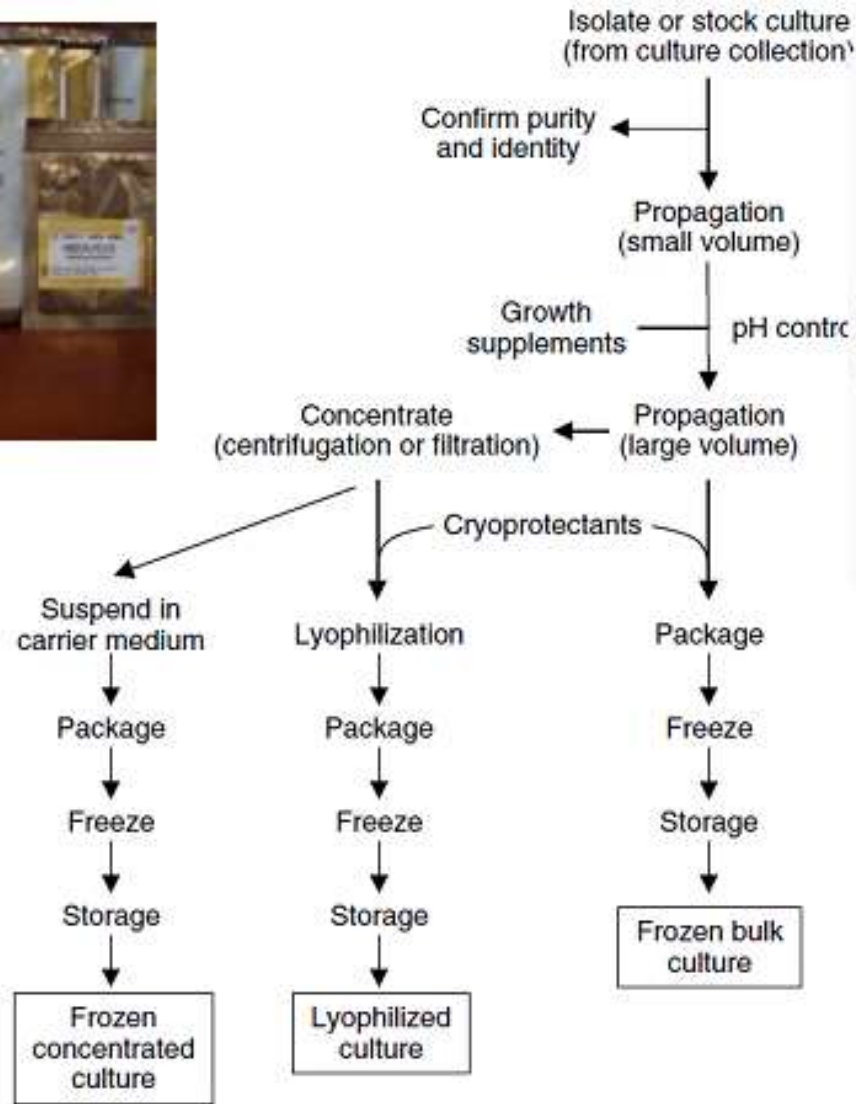 Isolate or stock culture
(from culture collection)
Confirm purity
and identity
Propagation
(small volume)
Growth
supplements
pH contro
Concentrate
(centrifugation or filtration)
Propagation
(large volume)
Cryoprotectants
Suspend in
carrier medium
Lyophilization
Package
Package
Package
Freeze
Freeze
Freeze
Storage
Storage
Storage
Frozen bulk
culture
Frozen
concentrated
culture
Lyophilized
culture